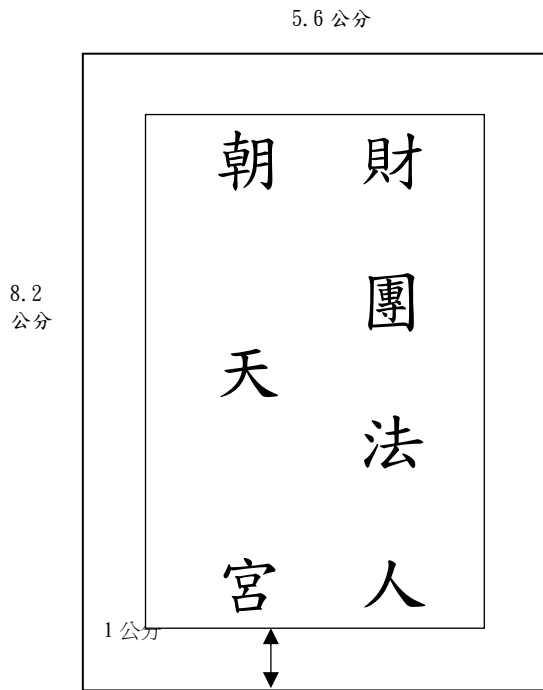 5.6 公分
財團法人
朝天宮
8.2
公分
1 公分